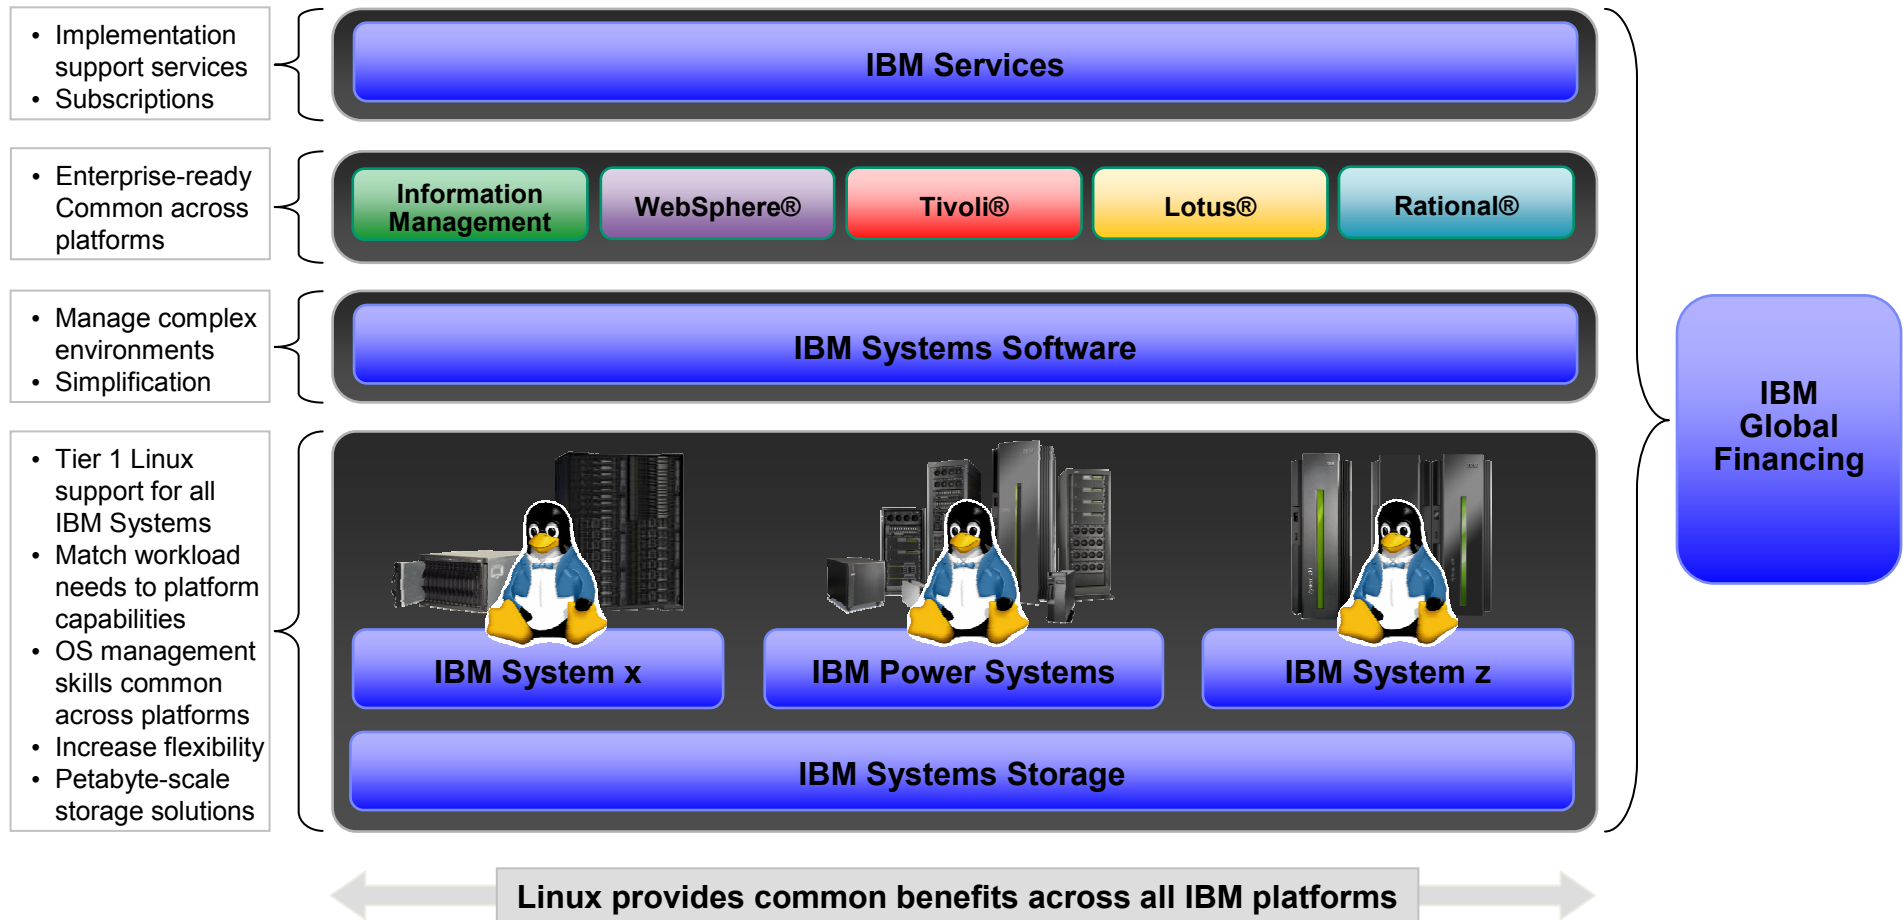 • Implementation
support services
• Subscriptions
IBM Services
• Enterprise-ready
Common across
platforms
Information
Management
WebSphere®
Tivoli®
Lotus®
Rational®
• Manage complex
environments
• Simplification
IBM Systems Software
IBM
Global
Financing
• Tier 1 Linux
support for all
IBM Systems
• Match workload
needs to platform
capabilities
• OS management
skills common
across platforms
• Increase flexibility
• Petabyte-scale
storage solutions
IBM System x
IBM Power Systems
IBM System z
IBM Systems Storage
Linux provides common benefits across all IBM platforms